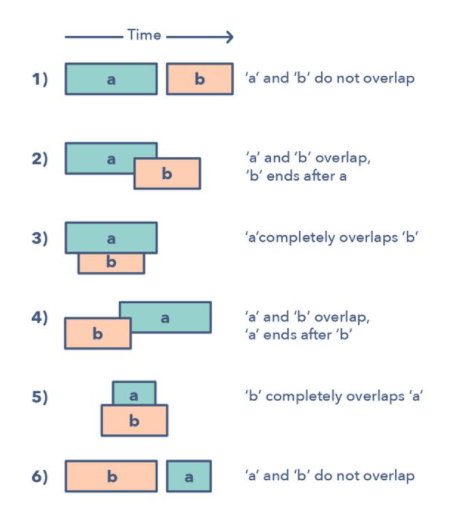 Time
1) a b 'a' and 'b' do not overlap
2) a b 'a' and 'b' overlap,
'b' ends after a
3) a b 'a'completely overlaps 'b'
4) a b 'a' and 'b' overlap,
'a' ends after 'b'
5) a b 'b' completely overlaps 'a'
6) b a 'a' and 'b' do not overlap